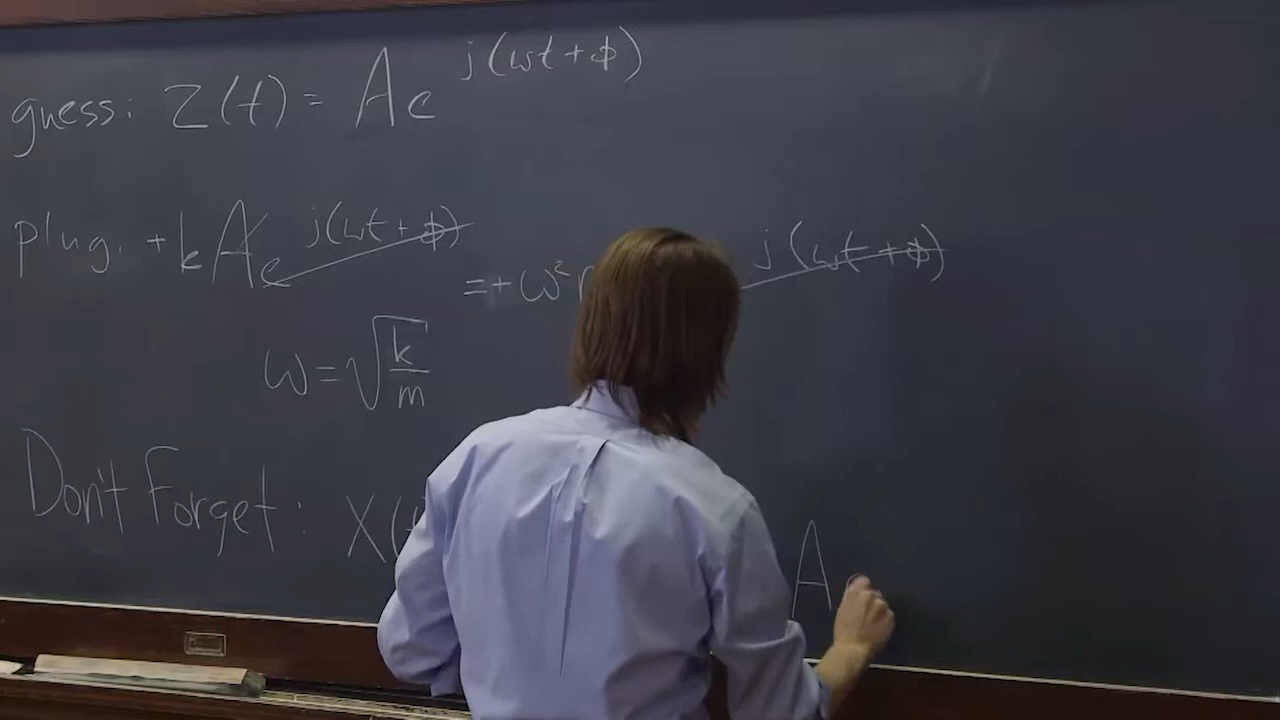 guess: Z(t) = Ae^j(ωt+φ)
plug. +kAe^j(ωt+φ) =+ω² j(ωt+φ)
ω=√k/m
Don't Forget: X(t A